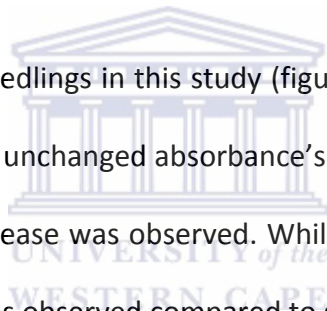 edlings in this study (figu
unchanged absorbance's
ease was observed. Whil
UNIVERSITY of the
s observed compared to
WESTERN CAPE